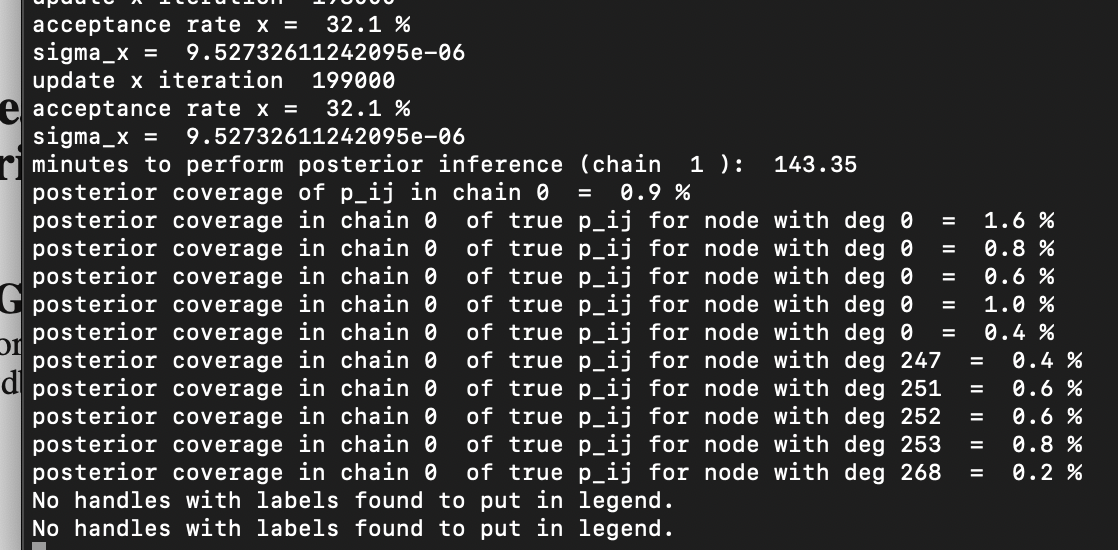 update x iteration  198000
acceptance rate x =  32.1 %
sigma_x =  9.52732611242095e-06
update x iteration  199000
acceptance rate x =  32.1 %
sigma_x =  9.52732611242095e-06
minutes to perform posterior inference (chain  1 ):  143.35
posterior coverage of p_ij in chain 0  =  0.9 %
posterior coverage in chain 0  of true p_ij for node with deg 0  =  1.6 %
posterior coverage in chain 0  of true p_ij for node with deg 0  =  0.8 %
posterior coverage in chain 0  of true p_ij for node with deg 0  =  0.6 %
posterior coverage in chain 0  of true p_ij for node with deg 0  =  1.0 %
posterior coverage in chain 0  of true p_ij for node with deg 0  =  0.4 %
posterior coverage in chain 0  of true p_ij for node with deg 247  =  0.4 %
posterior coverage in chain 0  of true p_ij for node with deg 251  =  0.6 %
posterior coverage in chain 0  of true p_ij for node with deg 252  =  0.6 %
posterior coverage in chain 0  of true p_ij for node with deg 253  =  0.8 %
posterior coverage in chain 0  of true p_ij for node with deg 268  =  0.2 %
No handles with labels found to put in legend.
No handles with labels found to put in legend.